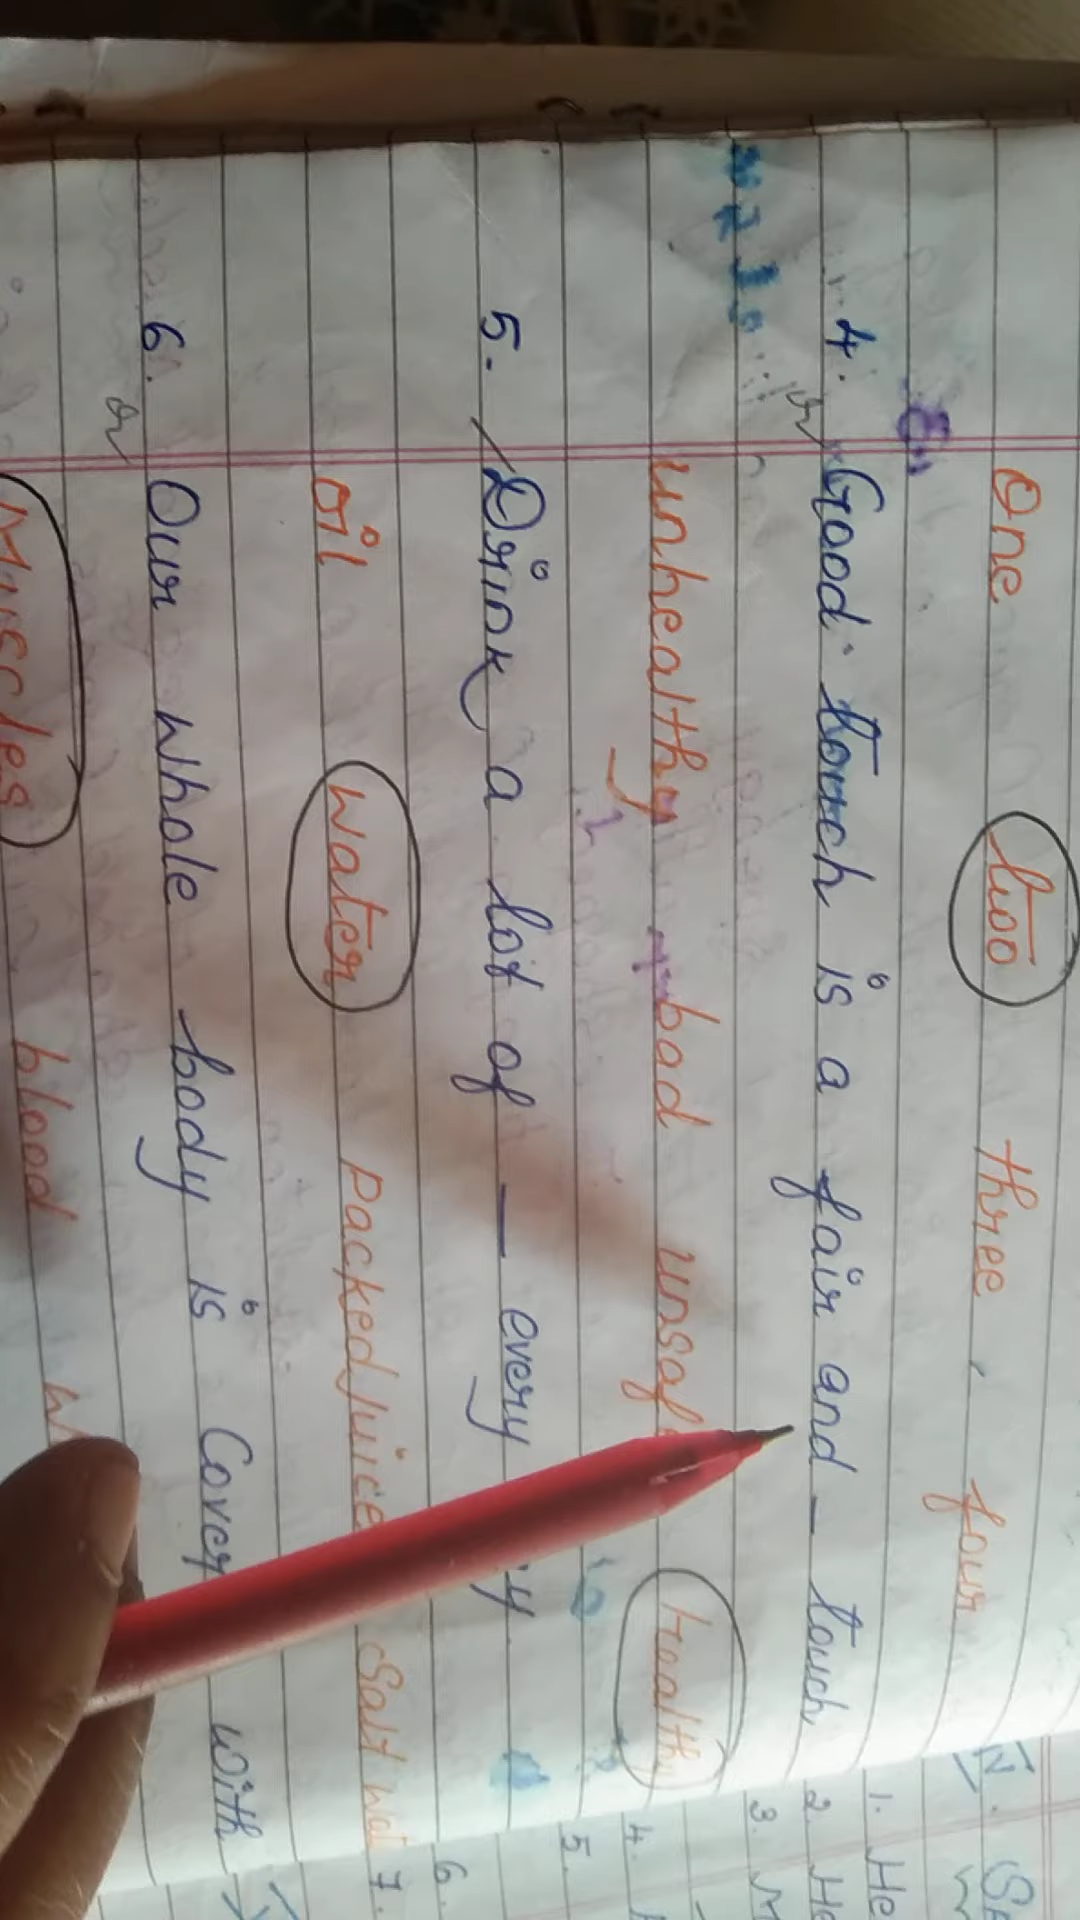 One two three four
4. Good touch is a fair and _ touch
unhealthy bad unsaf healthy
5. Drink a lot of _ every y
oil water packed Juice Salt wat
6. Our whole body is Cover with
Muscles blood
1. He
2. He
3. M
4.
5.
6.
7.